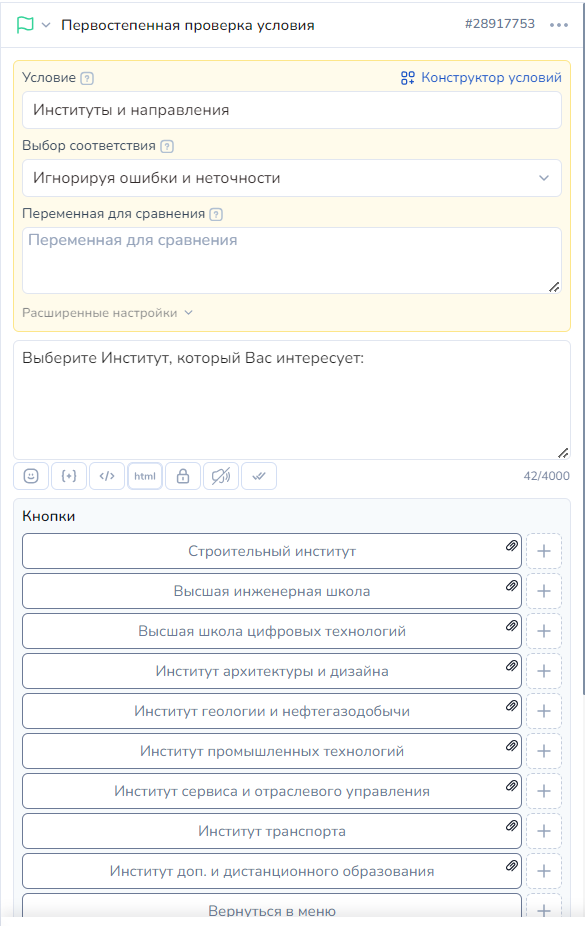 Первостепенная проверка условия #28917753
Условие ? Конструктор условий
Институты и направления
Выбор соответствия ?
Игнорируя ошибки и неточности
Переменная для сравнения ?
Переменная для сравнения
Расширенные настройки
Выберите Институт, который Вас интересует:
{+} </> html 42/4000
Кнопки
Строительный институт
Высшая инженерная школа
Высшая школа цифровых технологий
Институт архитектуры и дизайна
Институт геологии и нефтегазодобычи
Институт промышленных технологий
Институт сервиса и отраслевого управления
Институт транспорта
Институт доп. и дистанционного образования
Вернуться в меню